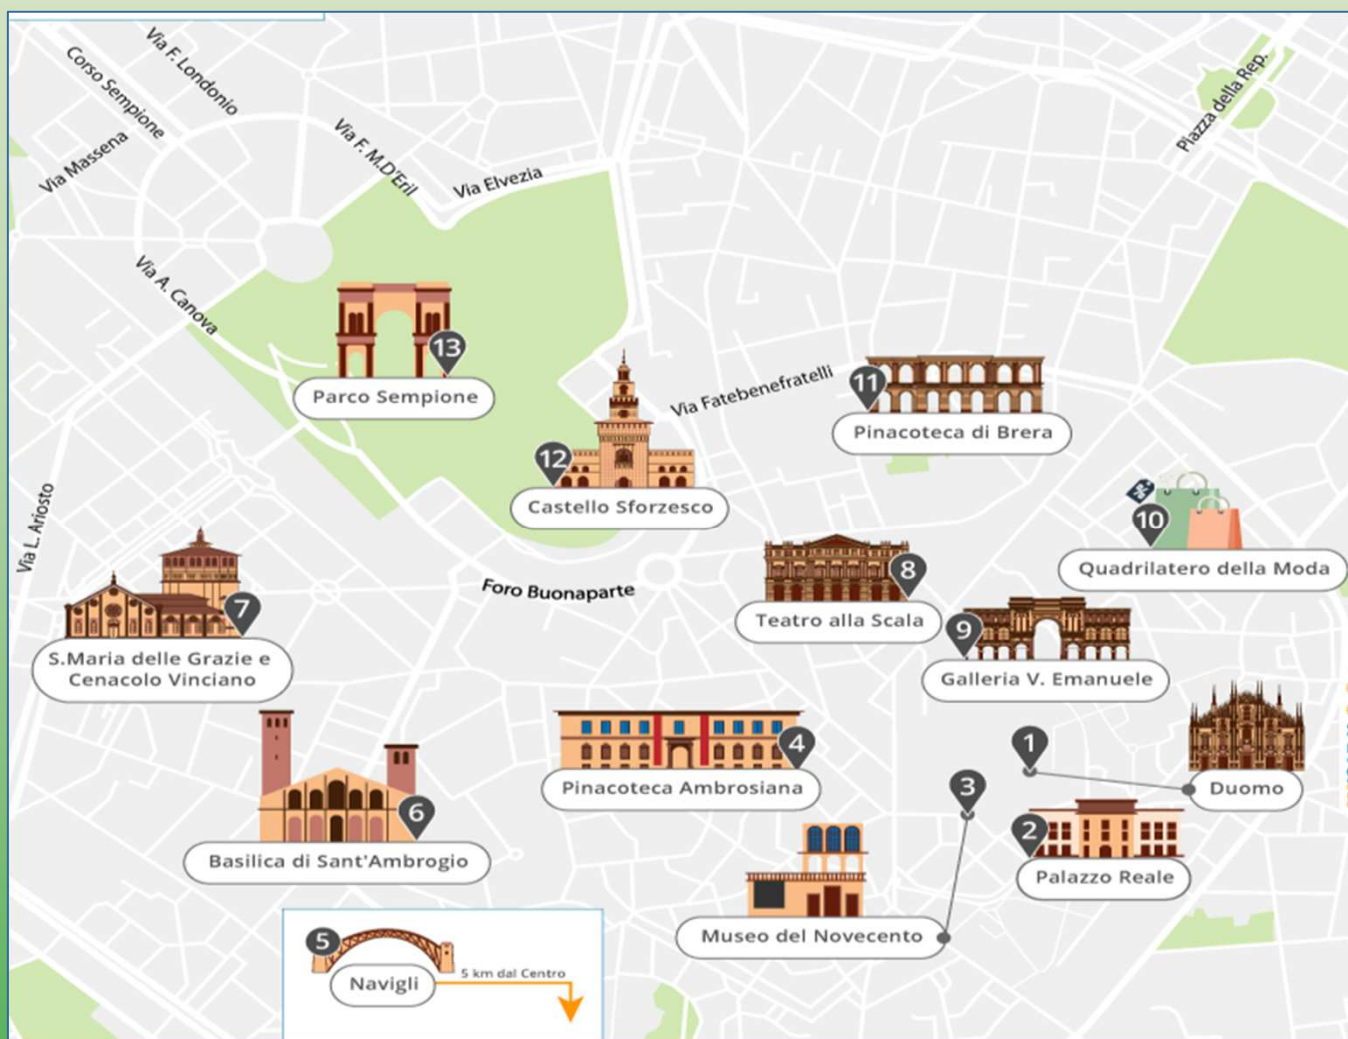 Via F. Londonio
Corso Sempione
Via Massena
Via F. M.D'Eril
Via Elvezia
Piazza della Rep.
Via A. Canova
13
Parco Sempione
Via Fatebenefratelli
11
Pinacoteca di Brera
12
Castello Sforzesco
%
10
Quadrilatero della Moda
Via L. Ariosto
Foro Buonaparte
8
Teatro alla Scala
7
S.Maria delle Grazie e
Cenacolo Vinciano
9
Galleria V. Emanuele
4
Pinacoteca Ambrosiana
1
Duomo
3
2
Palazzo Reale
6
Basilica di Sant'Ambrogio
Museo del Novecento
5
Navigli
5 km dal Centro